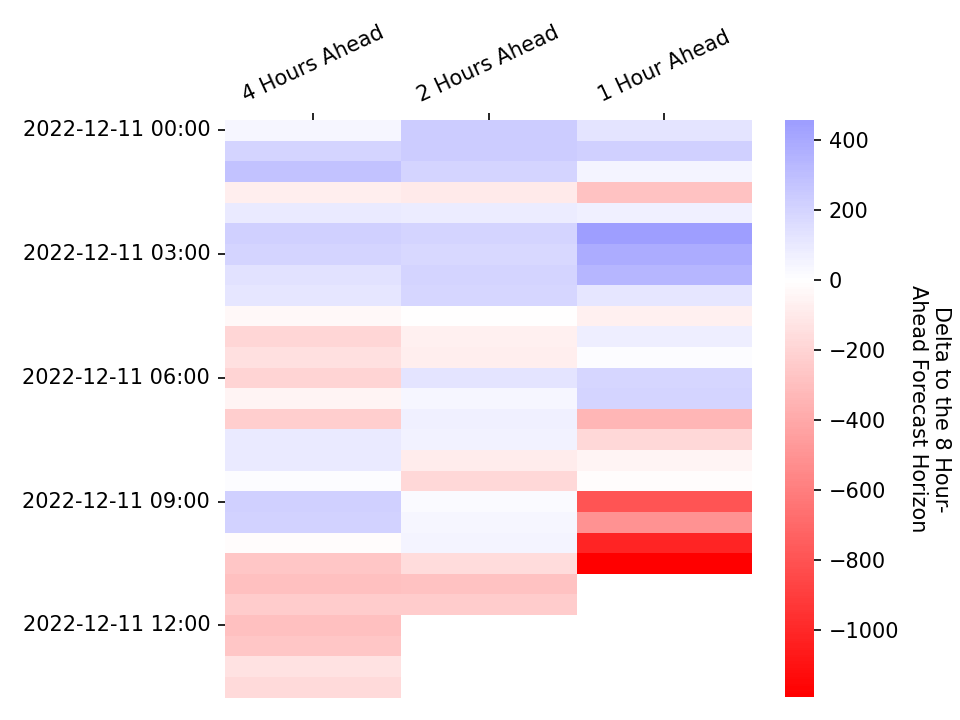 4 Hours Ahead
2 Hours Ahead
1 Hour Ahead
2022-12-11 00:00
2022-12-11 03:00
2022-12-11 06:00
2022-12-11 09:00
2022-12-11 12:00
400
200
0
−200
−400
−600
−800
−1000
Delta to the 8 Hour-
Ahead Forecast Horizon